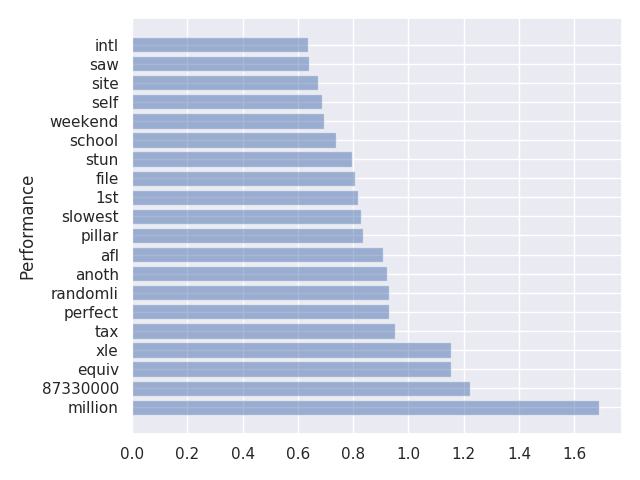 intl
saw
site
self
weekend
school
stun
file
1st
slowest
pillar
afl
anoth
randomli
perfect
tax
xle
equiv
87330000
million
Performance
0.0 0.2 0.4 0.6 0.8 1.0 1.2 1.4 1.6